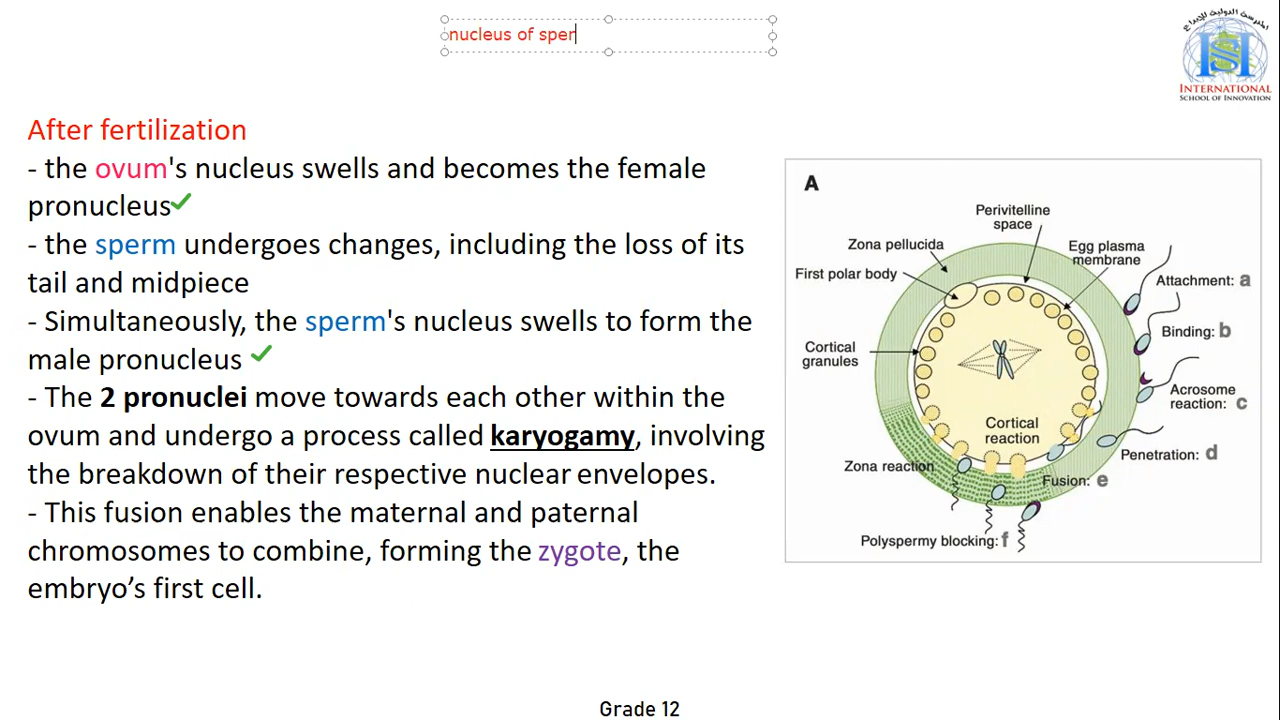 nucleus of sper
INTERNATIONAL
SCHOOL OF INNOVATION
After fertilization
- the ovum's nucleus swells and becomes the female
pronucleus
- the sperm undergoes changes, including the loss of its
tail and midpiece
- Simultaneously, the sperm's nucleus swells to form the
male pronucleus
- The 2 pronuclei move towards each other within the
ovum and undergo a process called karyogamy, involving
the breakdown of their respective nuclear envelopes.
- This fusion enables the maternal and paternal
chromosomes to combine, forming the zygote, the
embryo’s first cell.
A
Perivitelline
space
Zona pellucida
Egg plasma
membrane
First polar body
Attachment: a
Binding: b
Cortical
granules
Acrosome
reaction: c
Cortical
reaction
Penetration: d
Zona reaction
Fusion: e
Polyspermy blocking: f
Grade 12